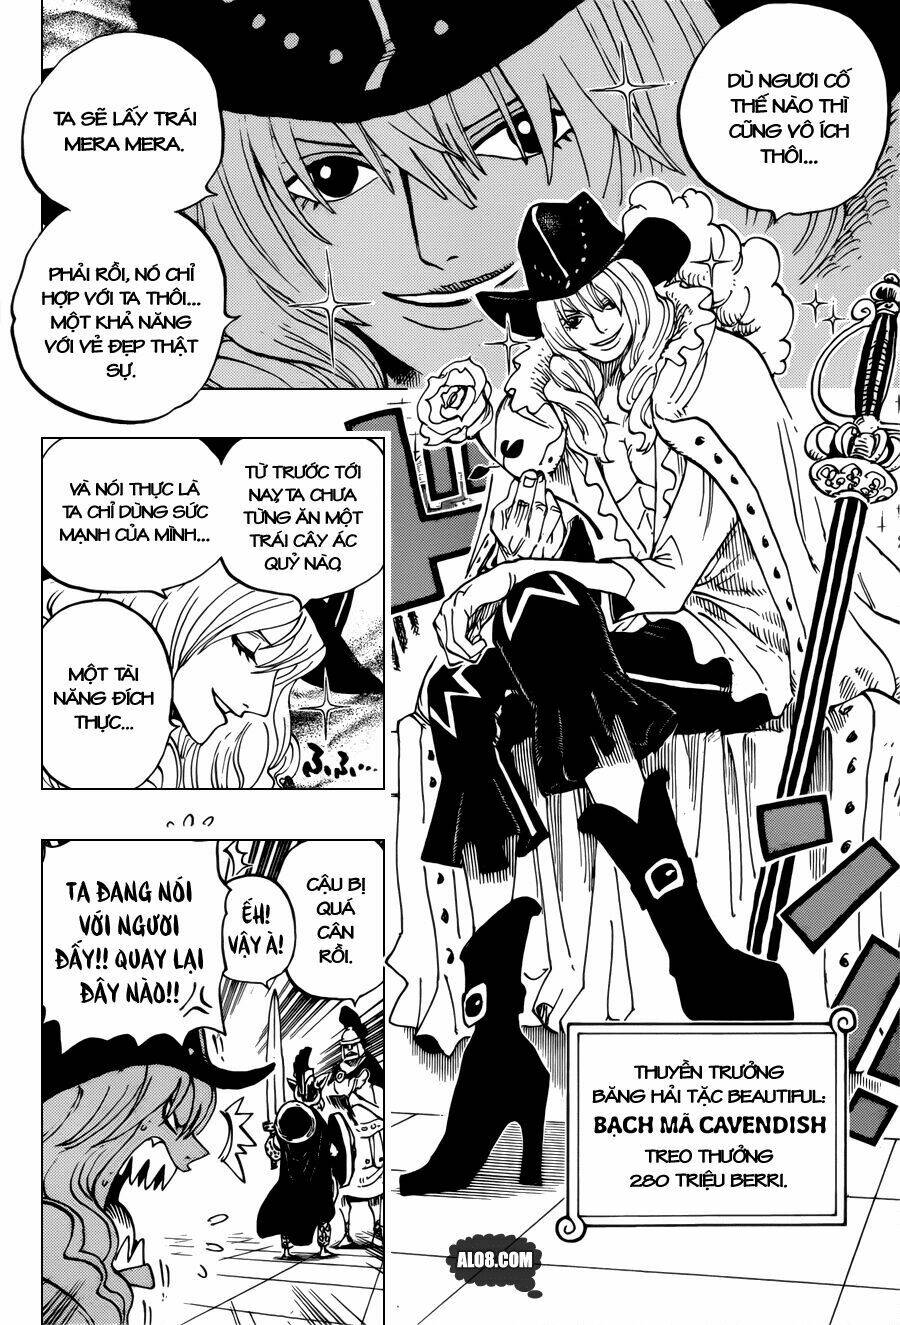 DÙ NGƯƠI CỐ
THẾ NÀO THÌ
CŨNG VÔ ÍCH
THÔI...
TA SẼ LẤY TRÁI
MERA MERA.
PHẢI RỒI, NÓ CHỈ
HỢP VỚI TA THÔI...
MỘT KHẢ NĂNG
VỚI VẺ ĐẸP THẬT
SỰ.
TỪ TRƯỚC TỚI
NAY, TA CHƯA
TỪNG ĂN MỘT
TRÁI CÂY ÁC
QUỶ NÀO,
VÀ NÓI THỰC LÀ
TA CHỈ DÙNG SỨC
MẠNH CỦA MÌNH...
MỘT TÀI
NĂNG ĐÍCH
THỰC...
ふふ...
CẬU BỊ
QUÁ
CÂN
RỒI.
ẾH!
VẬY À!
TA ĐANG NÓI
VỚI NGƯƠI
ĐẤY!! QUAY LẠI
ĐÂY NÀO!!
THUYỀN TRƯỞNG
BĂNG HẢI TẶC BEAUTIFUL:
BẠCH MÃ CAVENDISH
TREO THƯỞNG
280 TRIỆU BERRI.
ALO8.COM